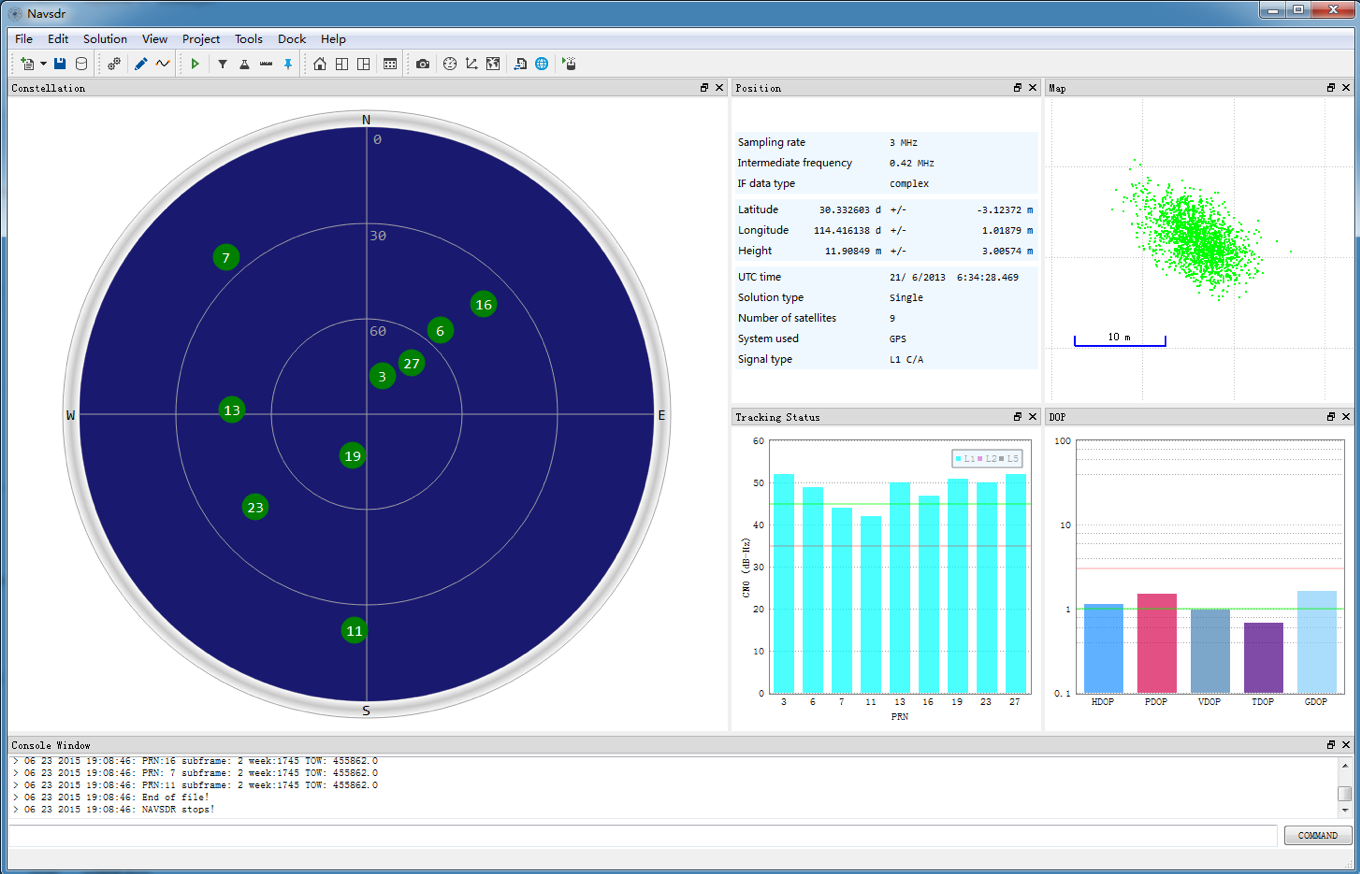 Navsdr
File Edit Solution View Project Tools Dock Help
Constellation
N
0
30
60
7
16
6
27
3
13
19
23
11
W
E
S
Position
Sampling rate 3 MHz
Intermediate frequency 0.42 MHz
IF data type complex
Latitude 30.332603 d +/- -3.12372 m
Longitude 114.416138 d +/- 1.01879 m
Height 11.90849 m +/- 3.00574 m
UTC time 21/ 6/2013 6:34:28.469
Solution type Single
Number of satellites 9
System used GPS
Signal type L1 C/A
Map
10 m
Tracking Status
60
50
40
30
20
10
0
CN0 (dB-Hz)
L1 L2 L5
3 6 7 11 13 16 19 23 27
PRN
DOP
100
10
1
0.1
HDOP PDOP VDOP TDOP GDOP
Console Window
> 06 23 2015 19:08:46: PRN:16 subframe: 2 week:1745 TOW: 455862.0
> 06 23 2015 19:08:46: PRN: 7 subframe: 2 week:1745 TOW: 455862.0
> 06 23 2015 19:08:46: PRN:11 subframe: 2 week:1745 TOW: 455862.0
> 06 23 2015 19:08:46: End of file!
> 06 23 2015 19:08:46: NAVSDR stops!
COMMAND